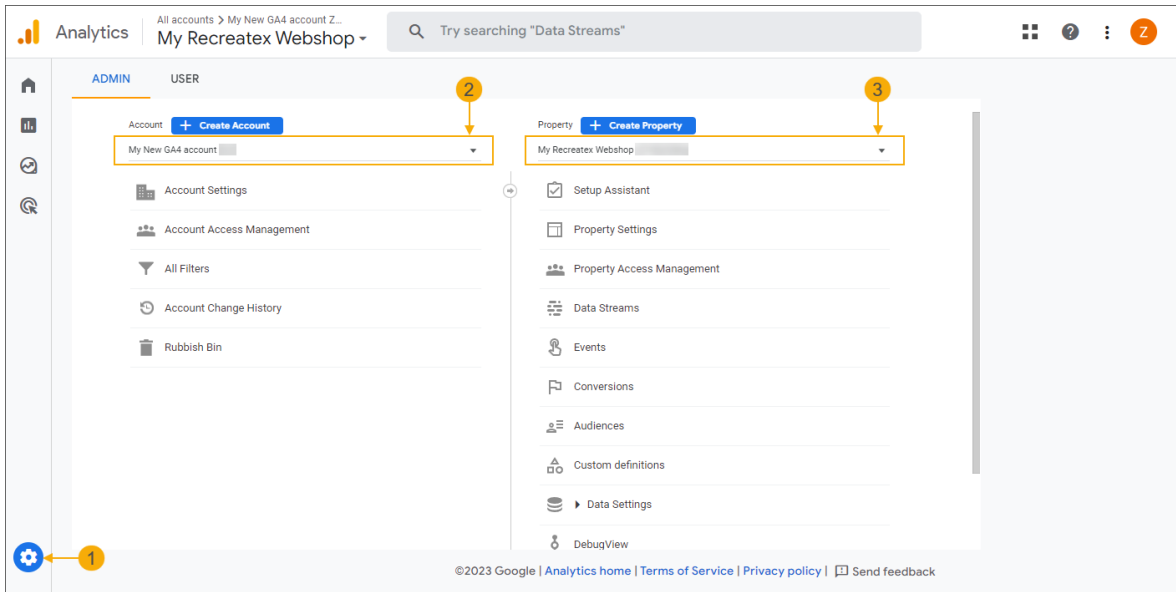 Analytics
All accounts > My New GA4 account Z...
My Recreatex Webshop
Try searching "Data Streams"
Z
ADMIN USER
2
3
Account + Create Account
My New GA4 account
Account Settings
Account Access Management
All Filters
Account Change History
Rubbish Bin
Property + Create Property
My Recreatex Webshop
Setup Assistant
Property Settings
Property Access Management
Data Streams
Events
Conversions
Audiences
Custom definitions
Data Settings
DebugView
1
©2023 Google | Analytics home | Terms of Service | Privacy policy | Send feedback